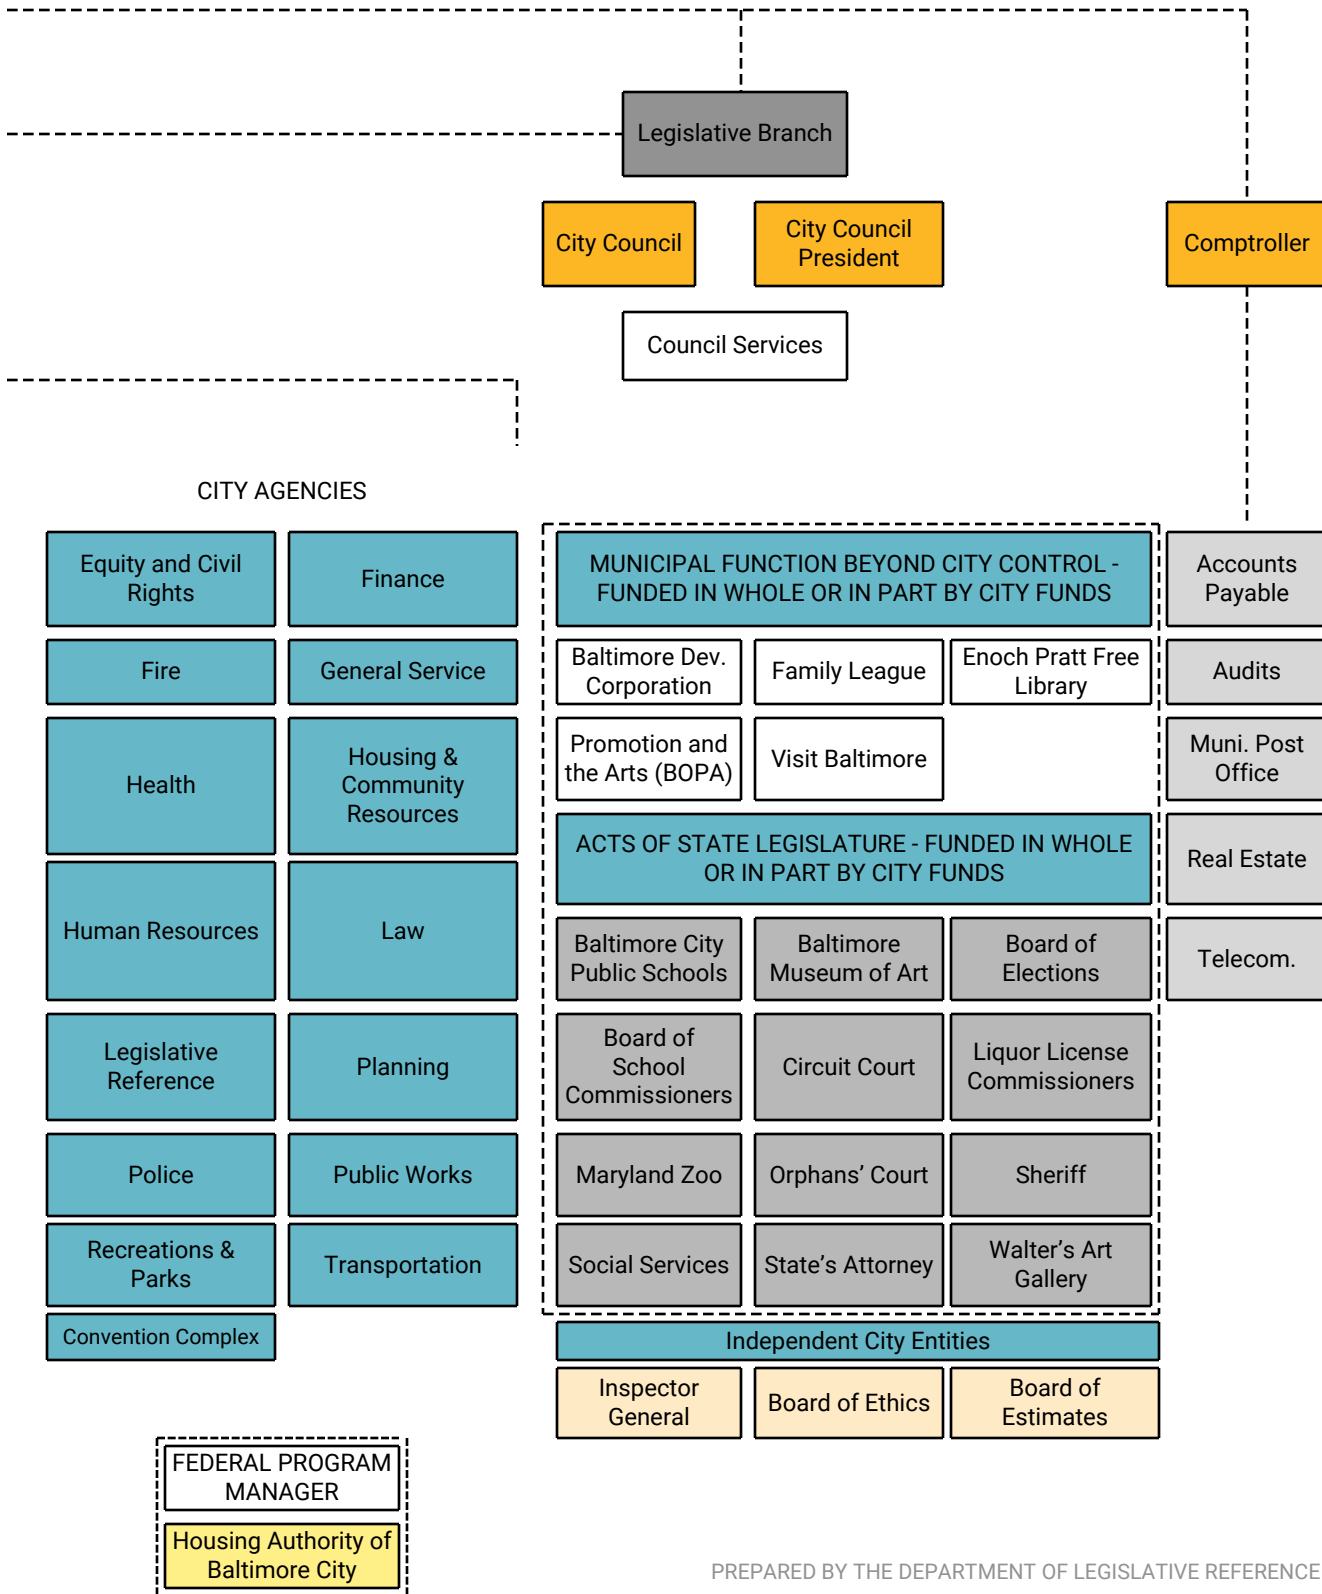 Legislative Branch
City Council
City Council
President
Comptroller
Council Services
CITY AGENCIES
Equity and Civil
Rights
Finance
Fire
General Service
Health
Housing &
Community
Resources
Human Resources
Law
Legislative
Reference
Planning
Police
Public Works
Recreations &
Parks
Transportation
Convention Complex
MUNICIPAL FUNCTION BEYOND CITY CONTROL -
FUNDED IN WHOLE OR IN PART BY CITY FUNDS
Baltimore Dev.
Corporation
Family League
Enoch Pratt Free
Library
Promotion and
the Arts (BOPA)
Visit Baltimore
ACTS OF STATE LEGISLATURE - FUNDED IN WHOLE
OR IN PART BY CITY FUNDS
Baltimore City
Public Schools
Baltimore
Museum of Art
Board of
Elections
Board of
School
Commissioners
Circuit Court
Liquor License
Commissioners
Maryland Zoo
Orphans’ Court
Sheriff
Social Services
State’s Attorney
Walter’s Art
Gallery
Independent City Entities
Inspector
General
Board of Ethics
Board of
Estimates
Accounts
Payable
Audits
Muni. Post
Office
Real Estate
Telecom.
FEDERAL PROGRAM
MANAGER
Housing Authority of
Baltimore City
PREPARED BY THE DEPARTMENT OF LEGISLATIVE REFERENCE